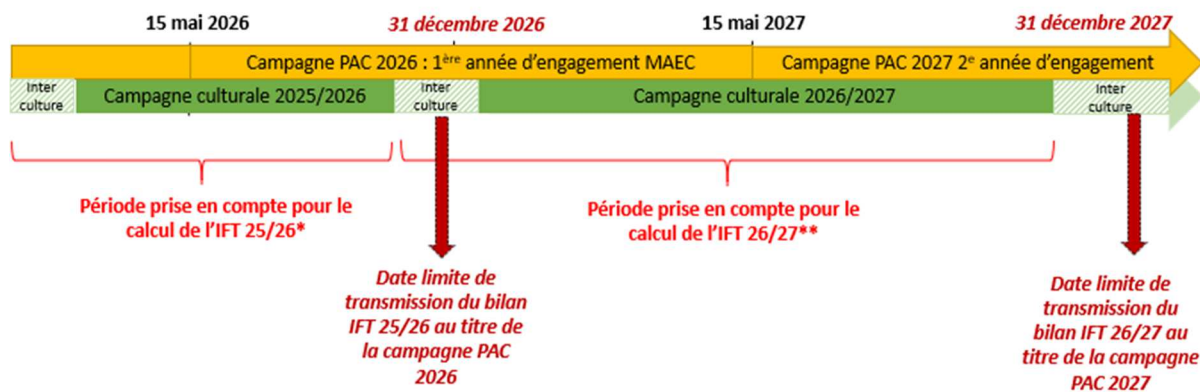 15 mai 2026
31 décembre 2026
15 mai 2027
31 décembre 2027
Campagne PAC 2026 : 1ère année d’engagement MAEC
Campagne PAC 2027 2e année d’engagement
Inter
culture
Campagne culturale 2025/2026
Inter
culture
Campagne culturale 2026/2027
Inter
culture
Période prise en compte pour le
calcul de l’IFT 25/26*
Période prise en compte pour le
calcul de l’IFT 26/27**
Date limite de
transmission du bilan
IFT 25/26 au titre de
la campagne PAC
2026
Date limite de
transmission du
bilan IFT 26/27 au
titre de la campagne
PAC 2027